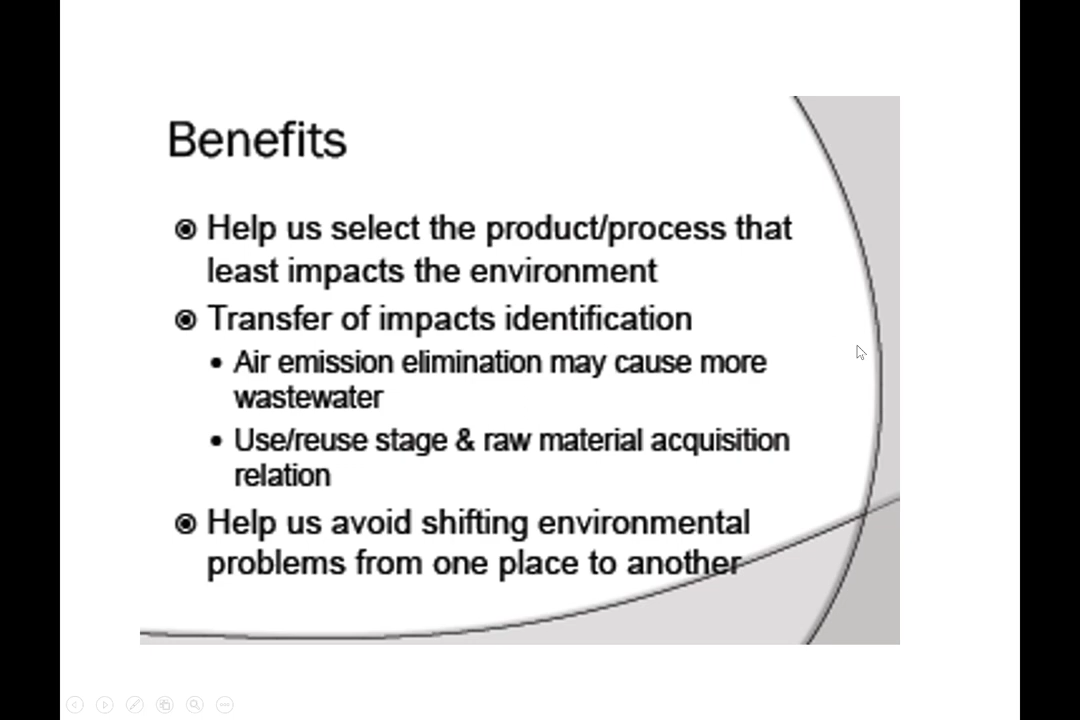 Benefits
Help us select the product/process that
least impacts the environment
Transfer of impacts identification
Air emission elimination may cause more
wastewater
Use/reuse stage & raw material acquisition
relation
Help us avoid shifting environmental
problems from one place to another